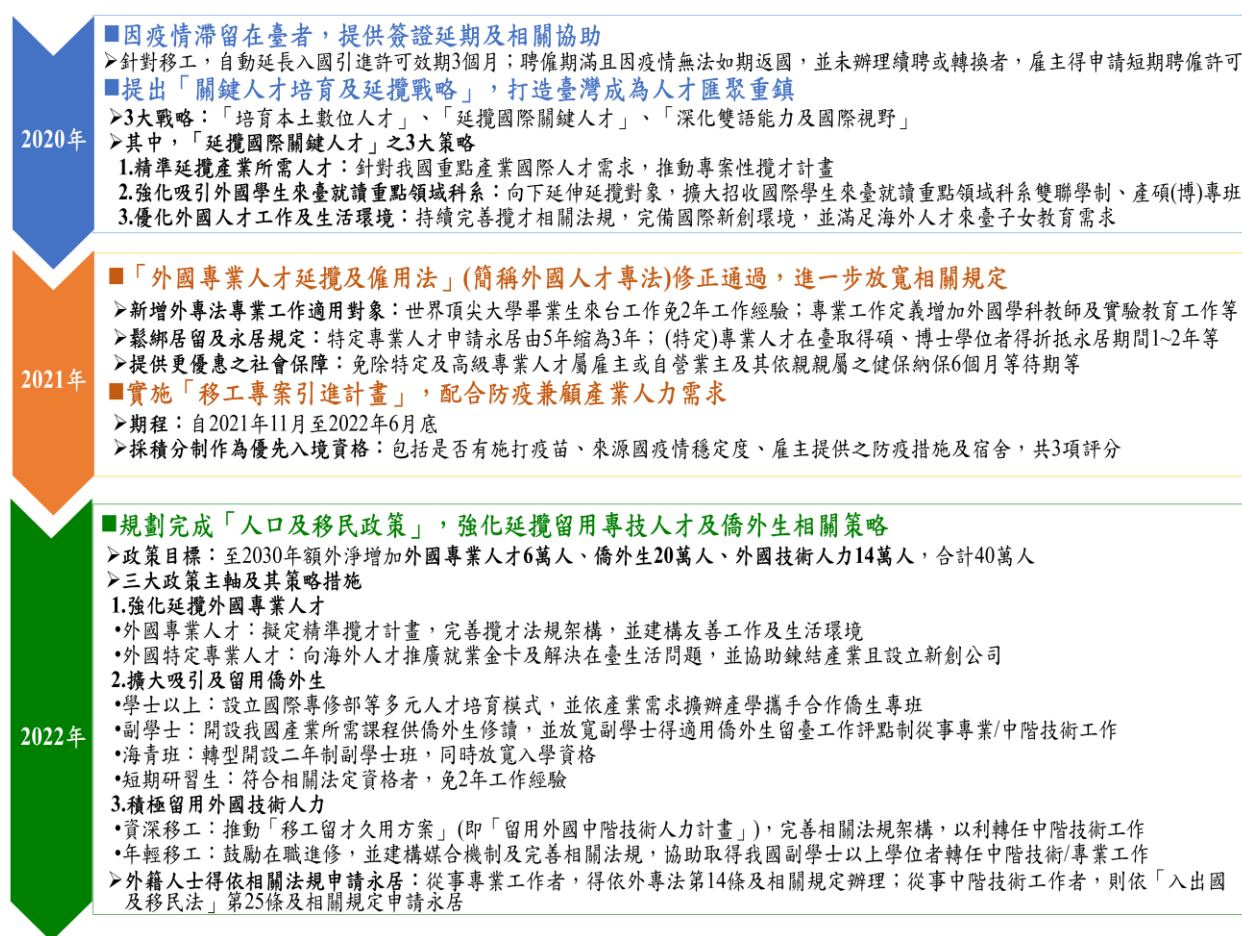 2020年
■因疫情滯留在臺者，提供簽證延期及相關協助
➢針對移工，自動延長入國引進許可效期3個月；聘僱期滿且因疫情無法如期返國，並未辦理續聘或轉換者，雇主得申請短期聘僱許可
■提出「關鍵人才培育及延攬戰略」，打造臺灣成為人才匯聚重鎮
➢3大戰略：「培育本土數位人才」、「延攬國際關鍵人才」、「深化雙語能力及國際視野」
➢其中，「延攬國際關鍵人才」之3大策略
1.精準延攬產業所需人才：針對我國重點產業國際人才需求，推動專案性攬才計畫
2.強化吸引外國學生來臺就讀重點領域科系：向下延伸延攬對象，擴大招收國際學生來臺就讀重點領域科系雙聯學制、產碩(博)專班
3.優化外國人才工作及生活環境：持續完善攬才相關法規，完備國際新創環境，並滿足海外人才來臺子女教育需求
2021年
■「外國專業人才延攬及僱用法」(簡稱外國人才專法)修正通過，進一步放寬相關規定
➢新增外專法專業工作適用對象：世界頂尖大學畢業生來台工作免2年工作經驗；專業工作定義增加外國學科教師及實驗教育工作等
➢鬆綁居留及永居規定：特定專業人才申請永居由5年縮為3年； (特定)專業人才在臺取得碩、博士學位者得折抵永居期間1~2年等
➢提供更優惠之社會保障：免除特定及高級專業人才屬雇主或自營業主及其依親親屬之健保納保6個月等待期等
■實施「移工專案引進計畫」，配合防疫兼顧產業人力需求
➢期程：自2021年11月至2022年6月底
➢採積分制作為優先入境資格：包括是否有施打疫苗、來源國疫情穩定度、雇主提供之防疫措施及宿舍，共3項評分
2022年
■規劃完成「人口及移民政策」，強化延攬留用專技人才及僑外生相關策略
➢政策目標：至2030年額外淨增加外國專業人才6萬人、僑外生20萬人、外國技術人力14萬人，合計40萬人
➢三大政策主軸及其策略措施
1.強化延攬外國專業人才
•外國專業人才：擬定精準攬才計畫，完善攬才法規架構，並建構友善工作及生活環境
•外國特定專業人才：向海外人才推廣就業金卡及解決在臺生活問題，並協助鍊結產業且設立新創公司
2.擴大吸引及留用僑外生
•學士以上：設立國際專修部等多元人才培育模式，並依產業需求擴辦產學攜手合作僑生專班
•副學士：開設我國產業所需課程供僑外生修讀，並放寬副學士得適用僑外生留臺工作評點制從事專業/中階技術工作
•海青班：轉型開設二年制副學士班，同時放寬入學資格
•短期研習生：符合相關法定資格者，免2年工作經驗
3.積極留用外國技術人力
•資深移工：推動「移工留才久用方案」(即「留用外國中階技術人力計畫」)，完善相關法規架構，以利轉任中階技術工作
•年輕移工：鼓勵在職進修，並建構媒合機制及完善相關法規，協助取得我國副學士以上學位者轉任中階技術/專業工作
➢外籍人士得依相關法規申請永居：從事專業工作者，得依外專法第14條及相關規定辦理；從事中階技術工作者，則依「入出國
及移民法」第25條及相關規定申請永居